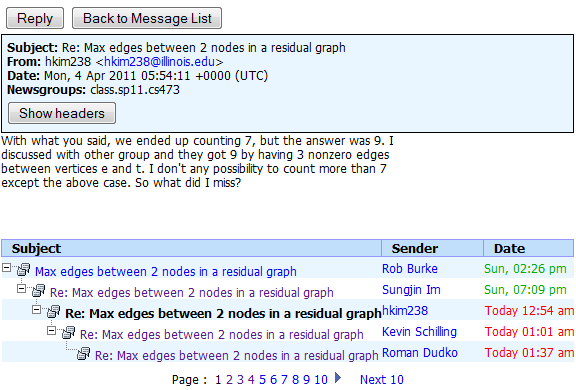 Reply Back to Message List
Subject: Re: Max edges between 2 nodes in a residual graph
From: hkim238 <hkim238@illinois.edu>
Date: Mon, 4 Apr 2011 05:54:11 +0000 (UTC)
Newsgroups: class.sp11.cs473
Show headers
With what you said, we ended up counting 7, but the answer was 9. I
discussed with other group and they got 9 by having 3 nonzero edges
between vertices e and t. I don't any possibility to count more than 7
except the above case. So what did I miss?
Subject Sender Date
Max edges between 2 nodes in a residual graph Rob Burke Sun, 02:26 pm
Re: Max edges between 2 nodes in a residual graph Sungjin Im Sun, 07:09 pm
Re: Max edges between 2 nodes in a residual graph hkim238 Today 12:54 am
Re: Max edges between 2 nodes in a residual graph Kevin Schilling Today 01:01 am
Re: Max edges between 2 nodes in a residual graph Roman Dudko Today 01:37 am
Page : 1 2 3 4 5 6 7 8 9 10 Next 10